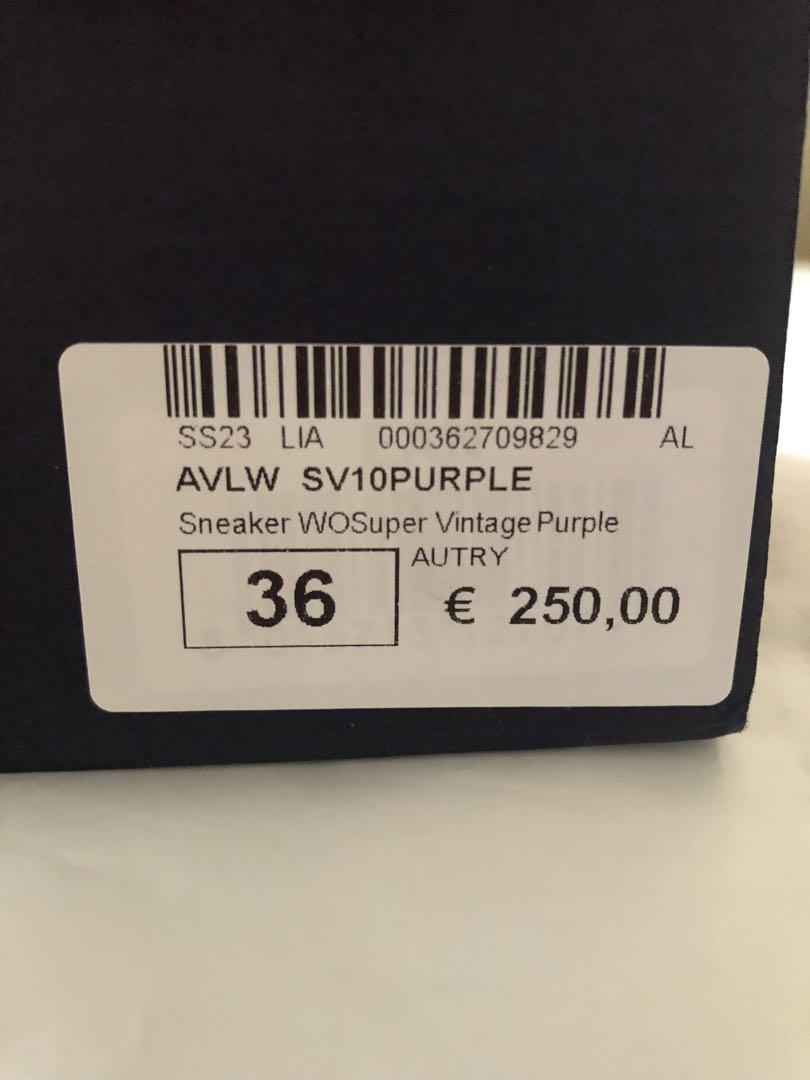 SS23 LIA 000362709829 AL
AVLW SV10PURPLE
Sneaker WOSuper Vintage Purple
AUTRY
36 € 250,00